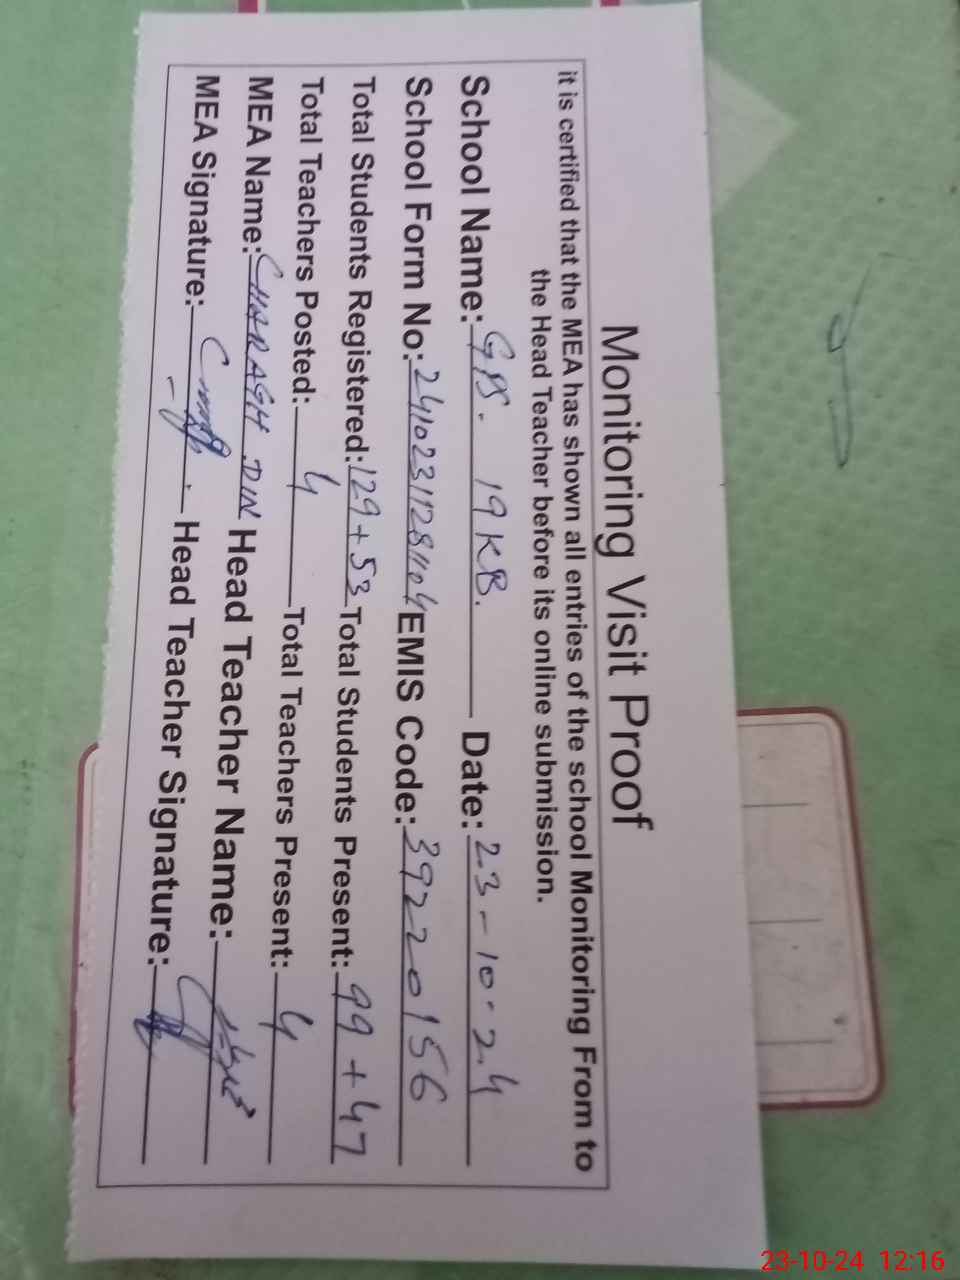 Monitoring Visit Proof
it is certified that the MEA has shown all entries of the school Monitoring From to
the Head Teacher before its online submission.
School Name: GPS. 19 KB. Date: 23-10-24
School Form No: 24102311281104 EMIS Code: 39220156
Total Students Registered: 129+53 Total Students Present: 99+47
Total Teachers Posted: 4 Total Teachers Present: 4
MEA Name: CHARAGH DIN Head Teacher Name:
MEA Signature: Head Teacher Signature:
23-10-24 12:16